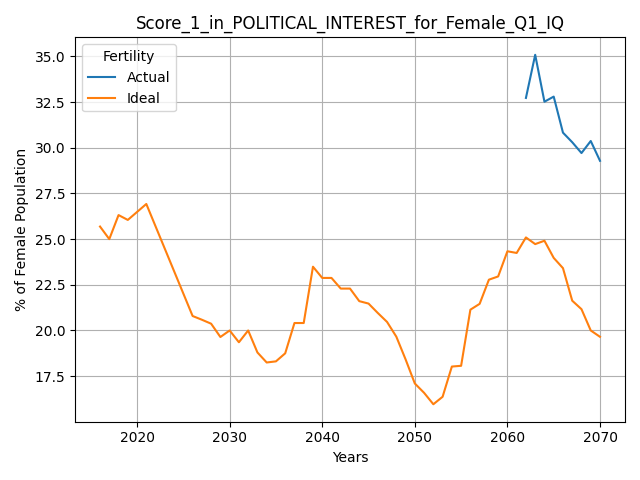 Score_1_in_POLITICAL_INTEREST_for_Female_Q1_IQ
Fertility
Actual
Ideal
35.0
32.5
30.0
27.5
25.0
22.5
20.0
17.5
% of Female Population
2020 2030 2040 2050 2060 2070
Years